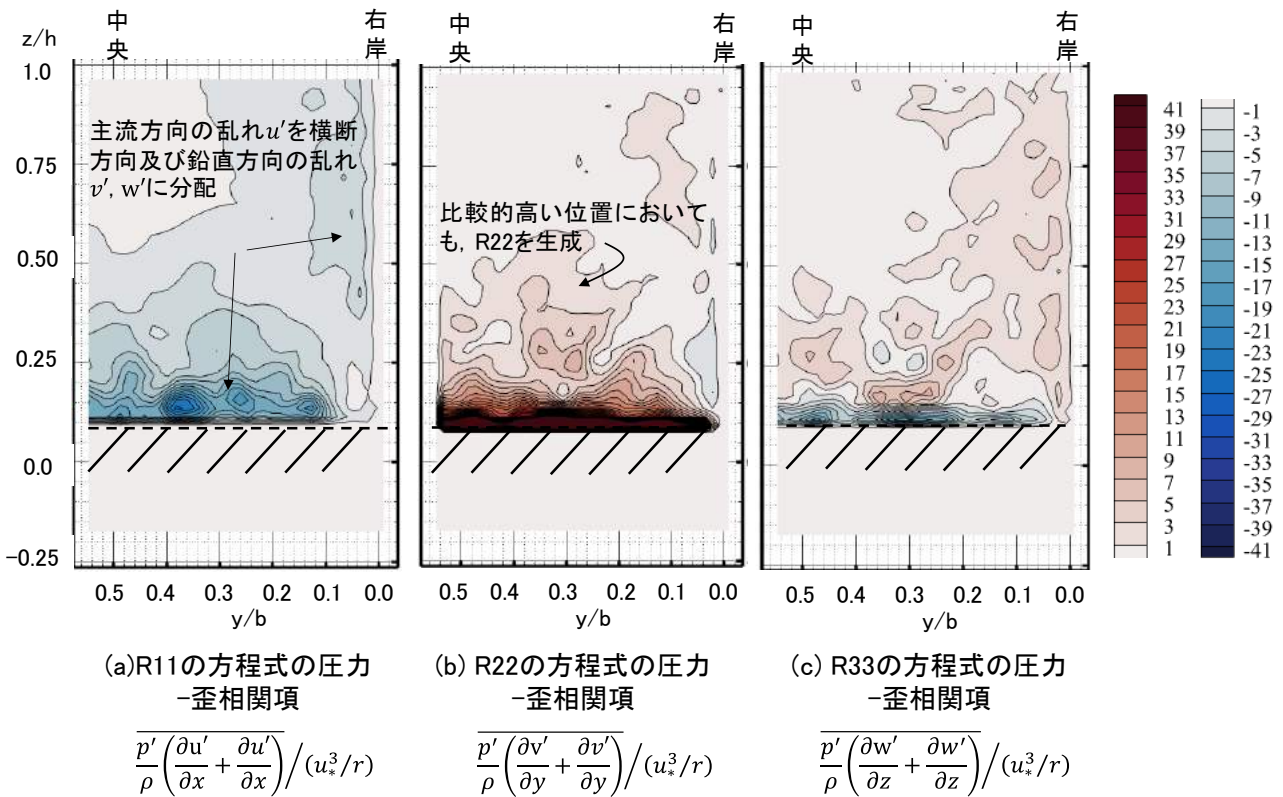 中央
右岸
中央
右岸
中央
右岸
z/h
1.0
0.75
0.50
0.25
0.0
-0.25
主流方向の乱れu′を横断
方向及び鉛直方向の乱れ
v′, w′に分配
比較的高い位置において
も, R22を生成
0.5 0.4 0.3 0.2 0.1 0.0
y/b
0.5 0.4 0.3 0.2 0.1 0.0
y/b
0.5 0.4 0.3 0.2 0.1 0.0
y/b
41
39
37
35
33
31
29
27
25
23
21
19
17
15
13
11
9
7
5
3
1
-1
-3
-5
-7
-9
-11
-13
-15
-17
-19
-21
-23
-25
-27
-29
-31
-33
-35
-37
-39
-41
(a)R11の方程式の圧力
-歪相関項
(b) R22の方程式の圧力
-歪相関項
(c) R33の方程式の圧力
-歪相関項
p′/ρ (∂u′/∂x + ∂u′/∂x) / (u*³/r)
p′/ρ (∂v′/∂y + ∂v′/∂y) / (u*³/r)
p′/ρ (∂w′/∂z + ∂w′/∂z) / (u*³/r)